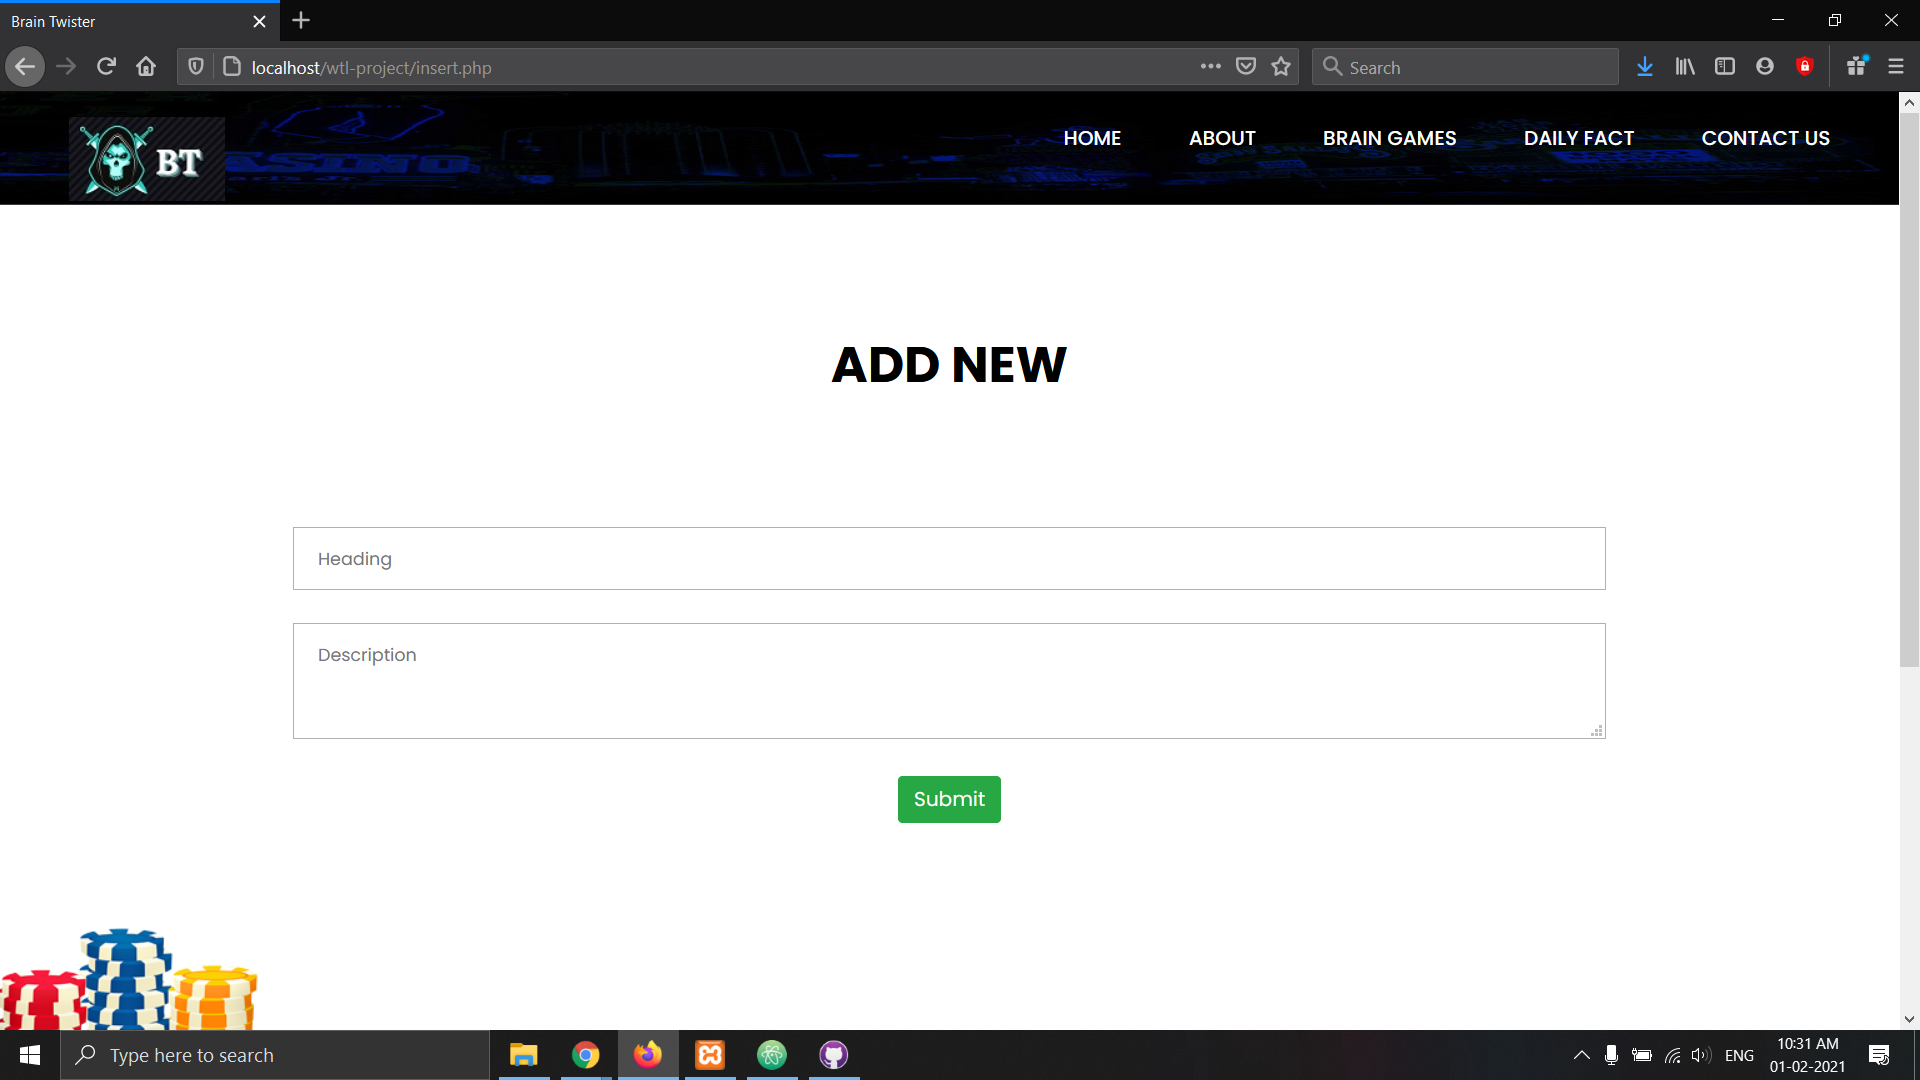 Brain Twister
localhost/wtl-project/insert.php
Search
BT
ASINO
HOME
ABOUT
BRAIN GAMES
DAILY FACT
CONTACT US
ADD NEW
Heading
Description
Submit
Type here to search
ENG
10:31 AM
01-02-2021